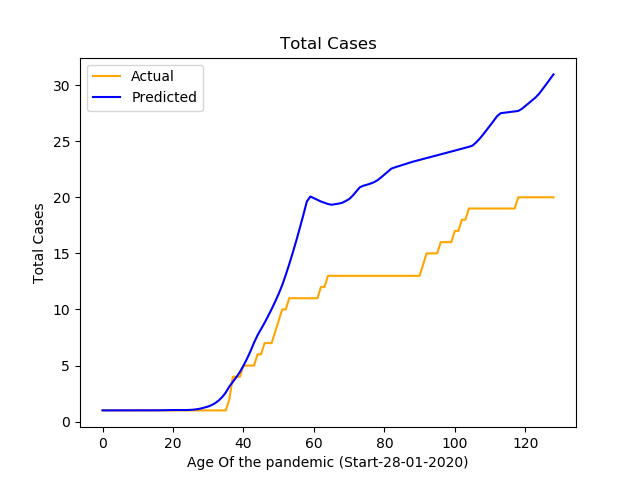 Total Cases
Actual
Predicted
30
25
20
15
10
5
0
Total Cases
0 20 40 60 80 100 120
Age Of the pandemic (Start-28-01-2020)